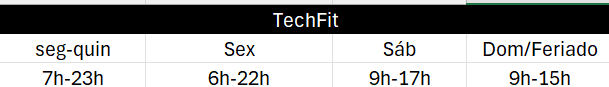 TechFit
seg-quin Sex Sáb Dom/Feriado
7h-23h 6h-22h 9h-17h 9h-15h